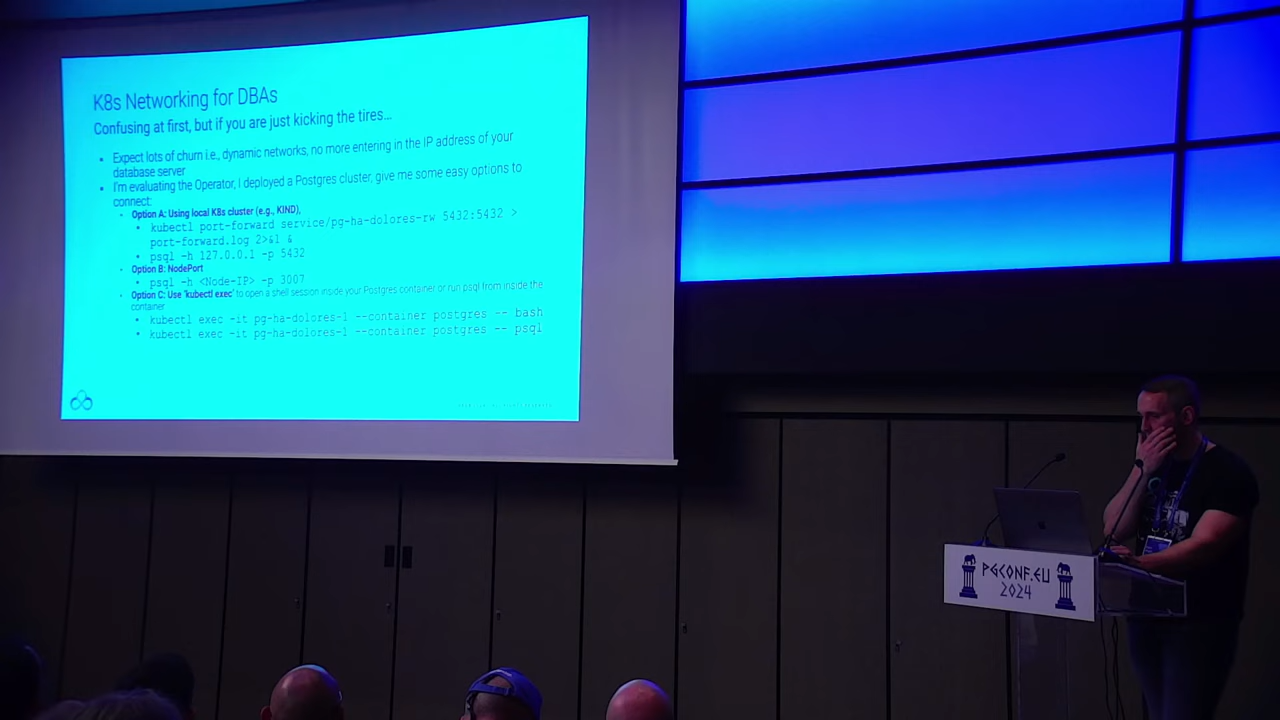 K8s Networking for DBAs
Confusing at first, but if you are just kicking the tires...
• Expect lots of churn i.e., dynamic networks, no more entering in the IP address of your
database server
• I'm evaluating the Operator, I deployed a Postgres cluster, give me some easy options to
connect:
• Option A: Using local K8s cluster (e.g., KIND),
• kubectl port-forward service/pg-ha-dolores-rw 5432:5432 >
port-forward.log 2>&1 &
• psql -h 127.0.0.1 -p 5432
• Option B: NodePort
• psql -h <Node-IP> -p 3007
• Option C: Use 'kubectl exec' to open a shell session inside your Postgres container or run psql from inside the
container
• kubectl exec -it pg-ha-dolores-1 --container postgres -- bash
• kubectl exec -it pg-ha-dolores-1 --container postgres -- psql
PGCONF.EU
2024